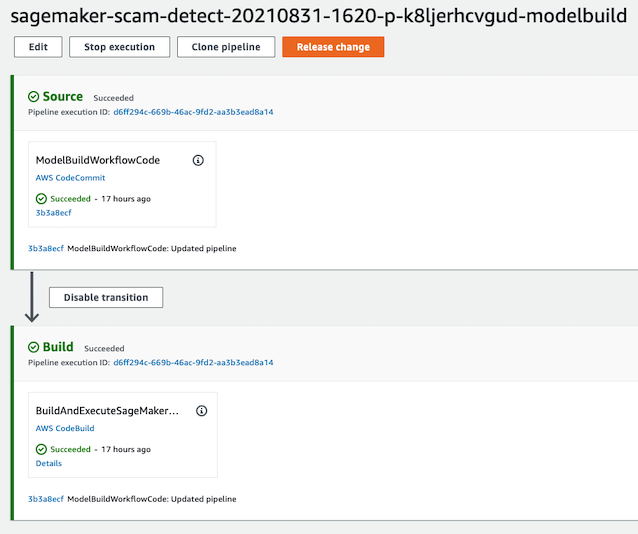 sagemaker-scam-detect-20210831-1620-p-k8ljerhcvgud-modelbuild
Edit
Stop execution
Clone pipeline
Release change
Source Succeeded
Pipeline execution ID: d6ff294c-669b-46ac-9fd2-aa3b3ead8a14
ModelBuildWorkflowCode
AWS CodeCommit
Succeeded - 17 hours ago
3b3a8ecf
3b3a8ecf ModelBuildWorkflowCode: Updated pipeline
Disable transition
Build Succeeded
Pipeline execution ID: d6ff294c-669b-46ac-9fd2-aa3b3ead8a14
BuildAndExecuteSageMaker...
AWS CodeBuild
Succeeded - 17 hours ago
Details
3b3a8ecf ModelBuildWorkflowCode: Updated pipeline